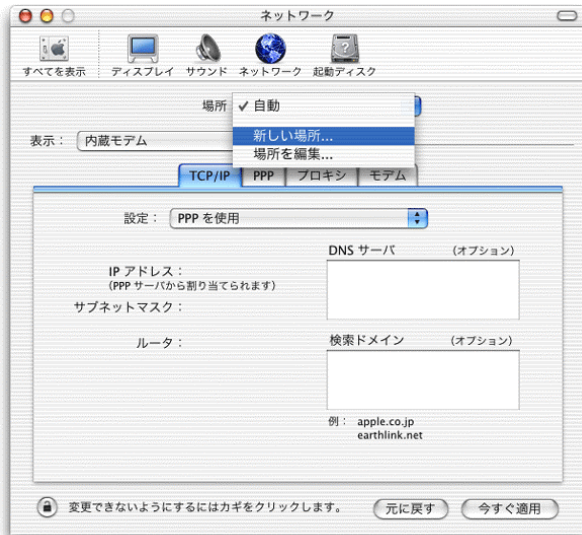 ネットワーク
すべてを表示 ディスプレイ サウンド ネットワーク 起動ディスク
場所 ✓ 自動
新しい場所...
場所を編集...
表示： 内蔵モデム
TCP/IP PPP プロキシ モデム
設定： PPP を使用
DNS サーバ （オプション）
IP アドレス：
（PPP サーバから割り当てられます）
サブネットマスク：
ルータ：
検索ドメイン （オプション）
例： apple.co.jp
earthlink.net
変更できないようにするにはカギをクリックします。 元に戻す 今すぐ適用